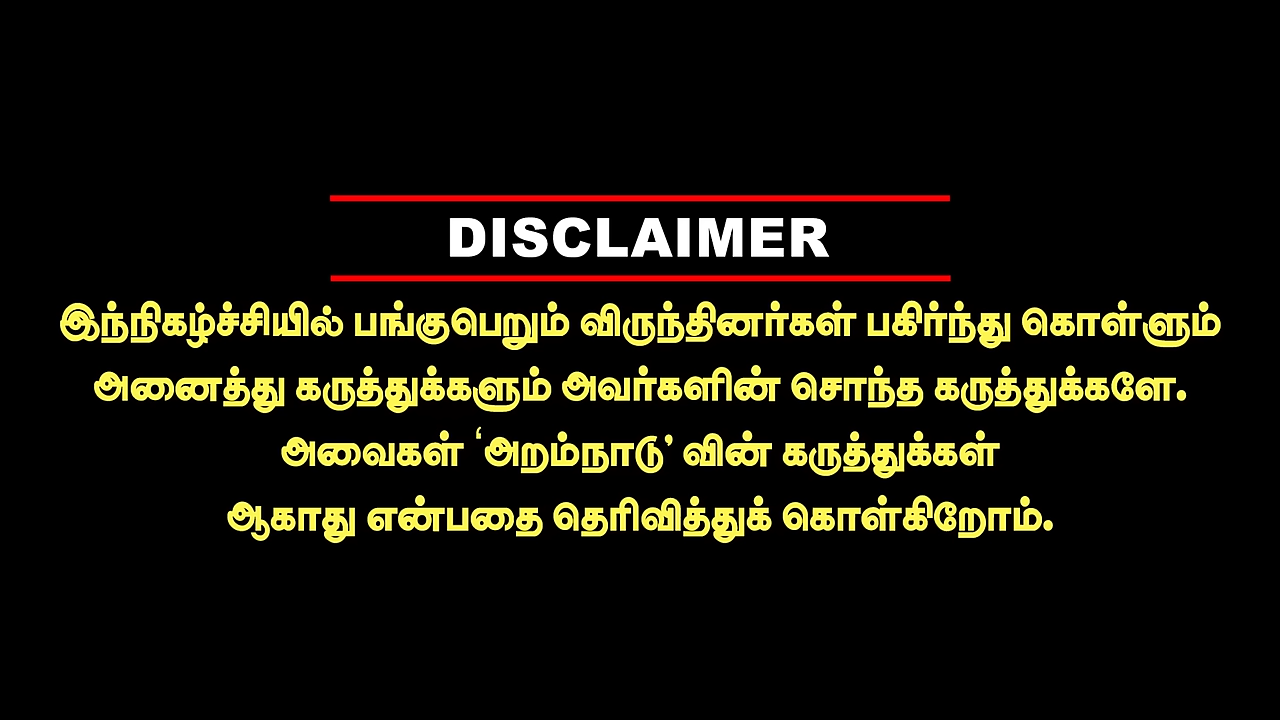 DISCLAIMER
இந்நிகழ்ச்சியில் பங்குபெறும் விருந்தினர்கள் பகிர்ந்து கொள்ளும்
அனைத்து கருத்துக்களும் அவர்களின் சொந்த கருத்துக்களே.
அவைகள் ‘அறம்நாடு’ வின் கருத்துக்கள்
ஆகாது என்பதை தெரிவித்துக் கொள்கிறோம்.